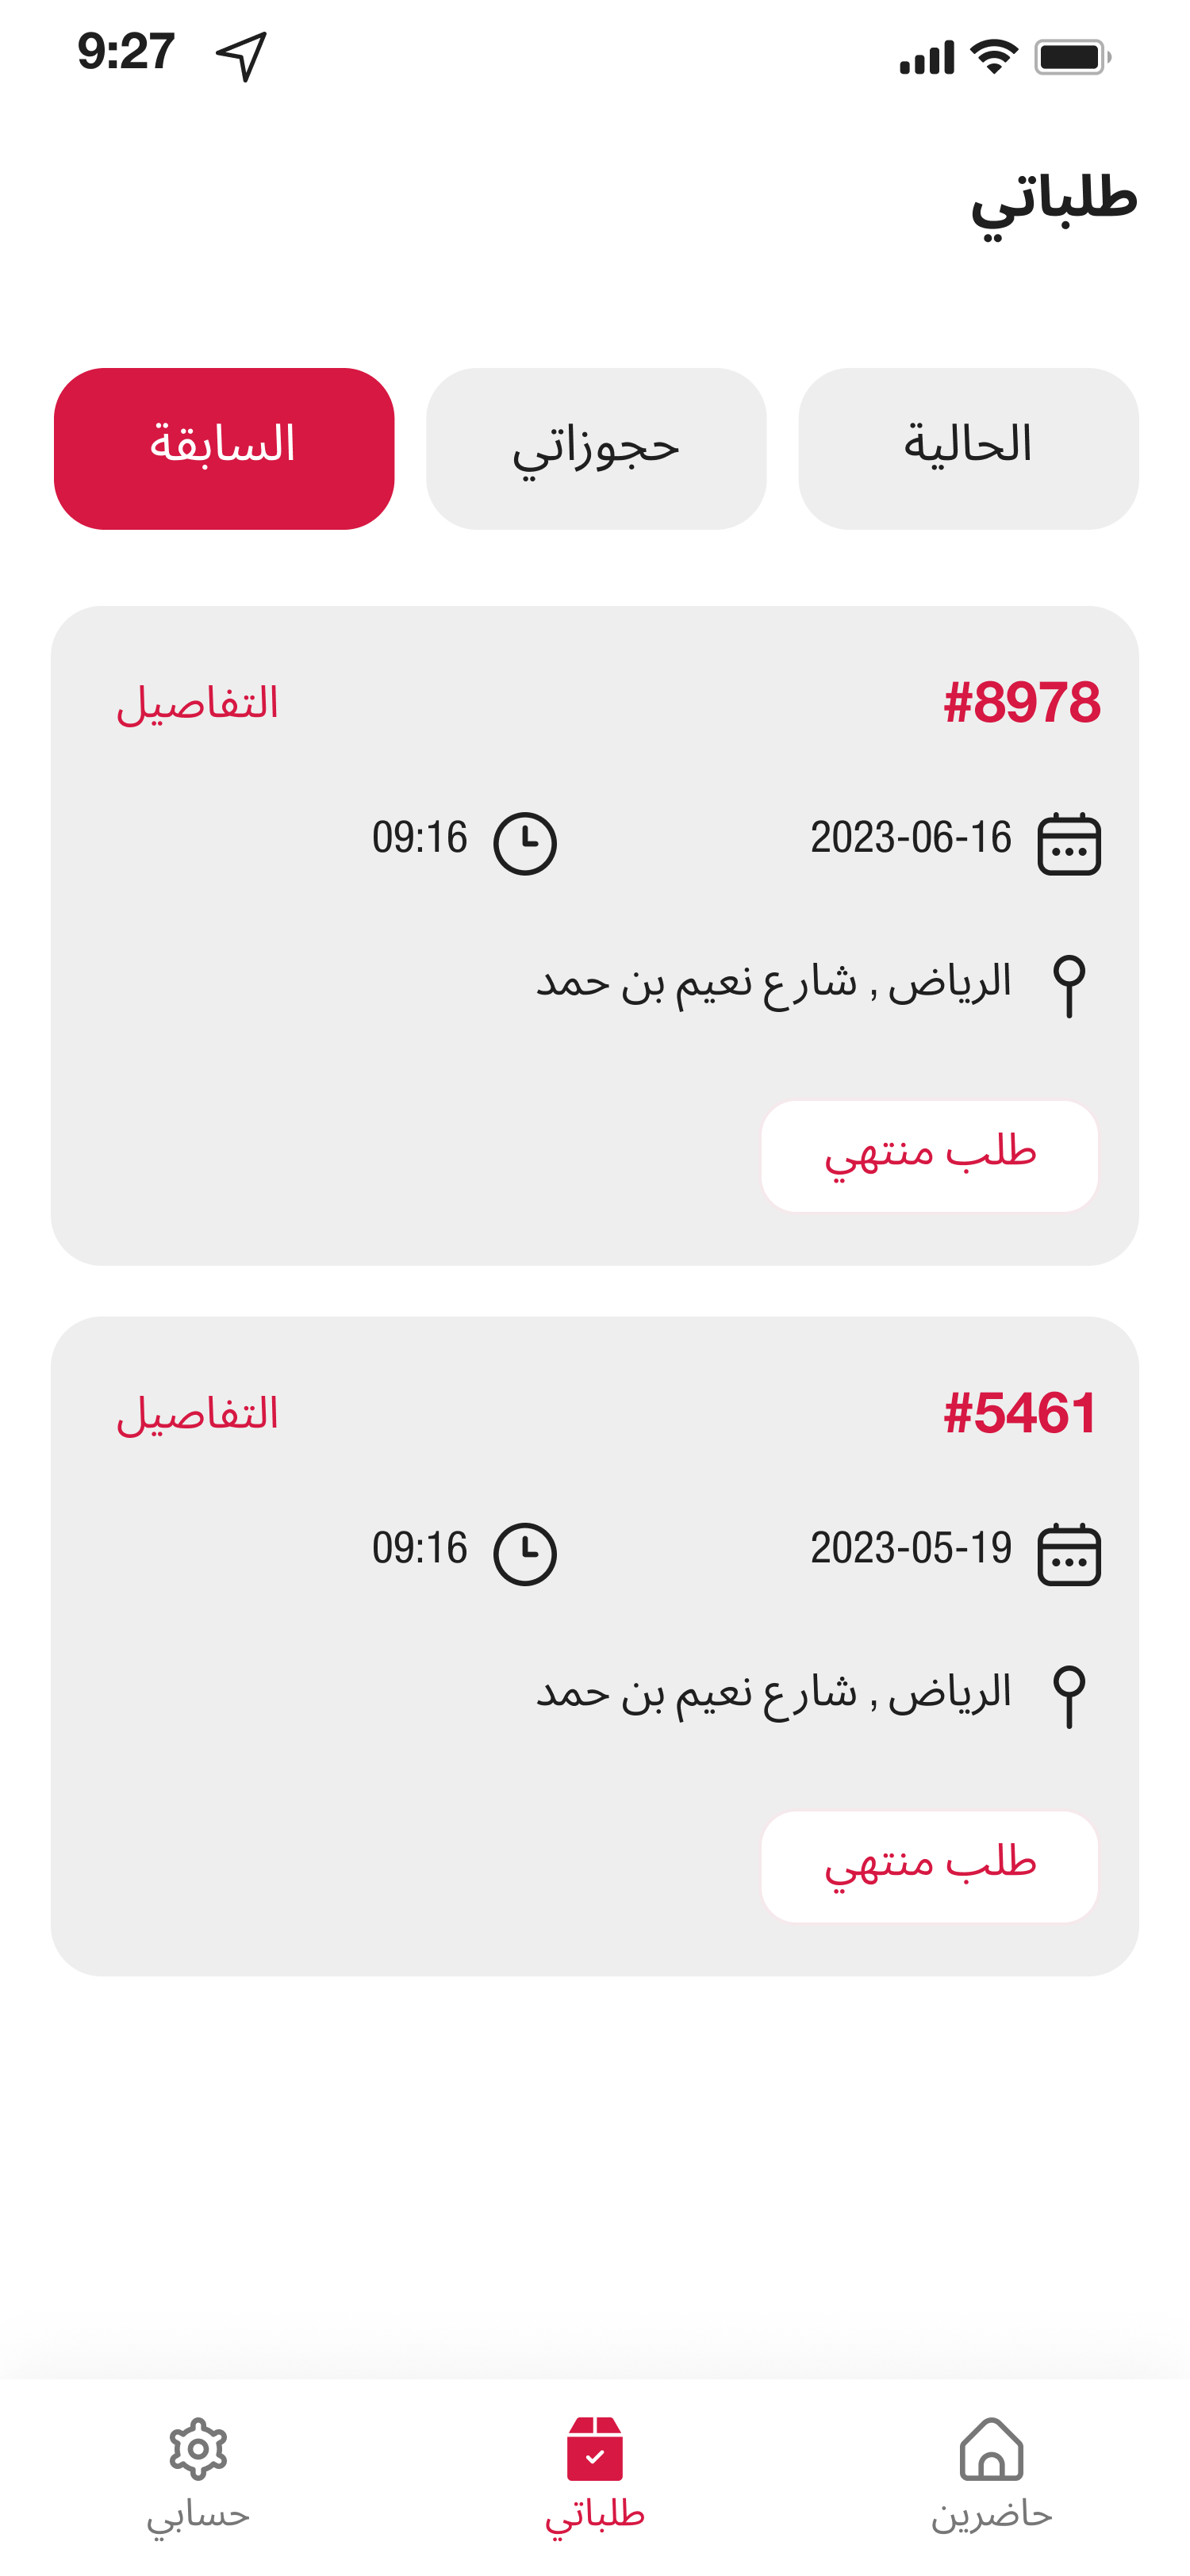 9:27
طلباتي
الحالية
حجوزاتي
السابقة
#8978
التفاصيل
2023-06-16
09:16
الرياض , شارع نعيم بن حمد
طلب منتهي
#5461
التفاصيل
2023-05-19
09:16
الرياض , شارع نعيم بن حمد
طلب منتهي
حاضرين
طلباتي
حسابي